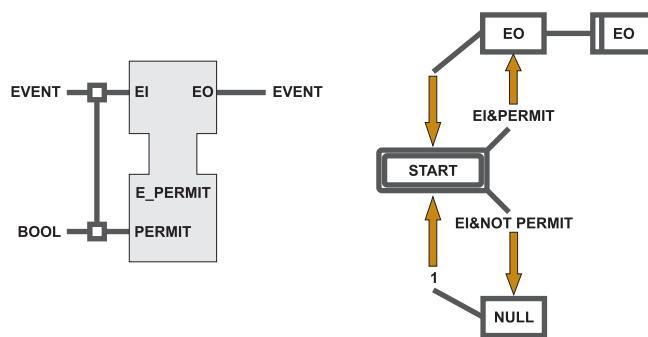 EVENT
EI
EO
EVENT
E_PERMIT
BOOL
PERMIT
EO
EO
EI&PERMIT
START
EI&NOT PERMIT
1
NULL